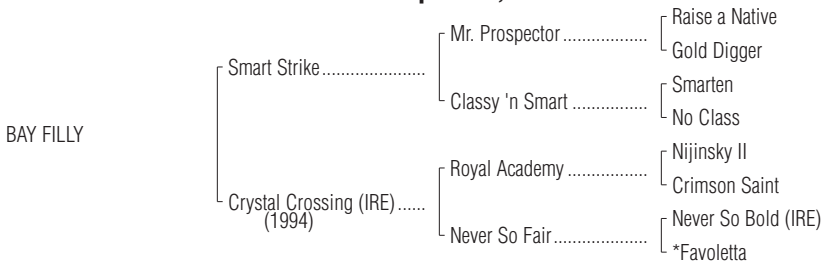 Raise a Native
Mr. Prospector ...................
Gold Digger
Smart Strike.......................
Smarten
Classy 'n Smart .................
No Class
BAY FILLY
Nijinsky II
Royal Academy ..................
Crimson Saint
Crystal Crossing (IRE) ......
(1994)
Never So Bold (IRE)
Never So Fair.....................
*Favoletta